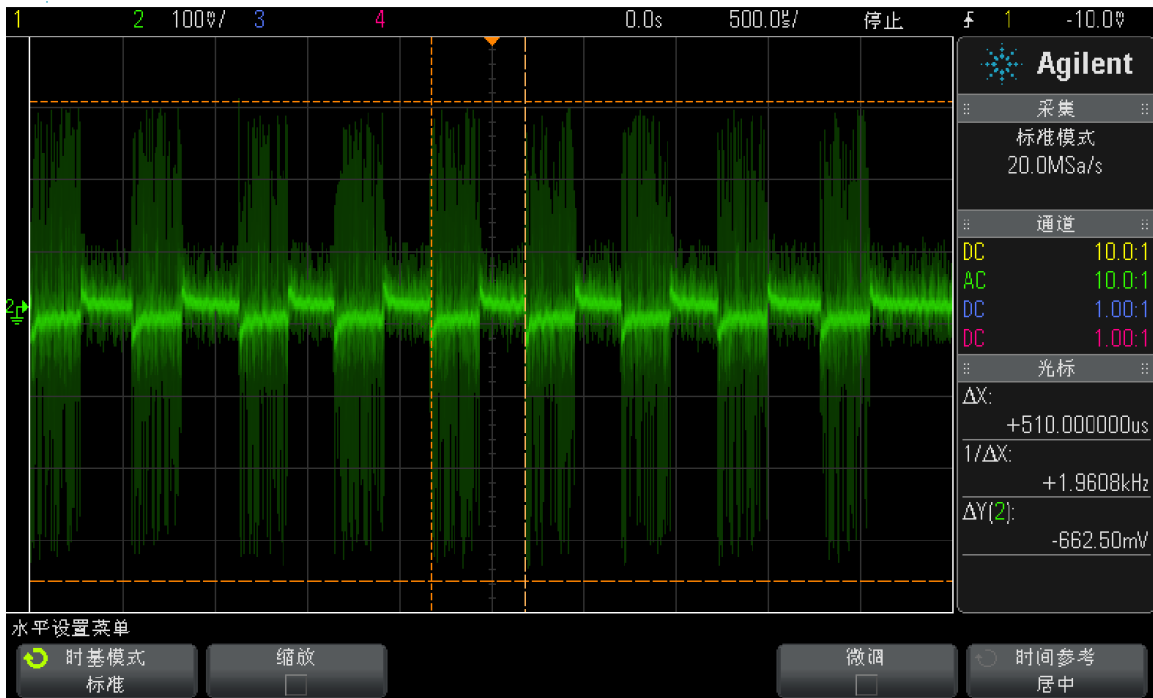 1 2 100mV/ 3 4 0.0s 500.0us/ 停止 1 -10.0mV
Agilent
采集
标准模式
20.0MSa/s
通道
DC 10.0:1
AC 10.0:1
DC 1.00:1
DC 1.00:1
光标
ΔX:
+510.000000us
1/ΔX:
+1.9608kHz
ΔY(2):
-662.50mV
2
水平设置菜单
时基模式
标准
缩放
微调
时间参考
居中